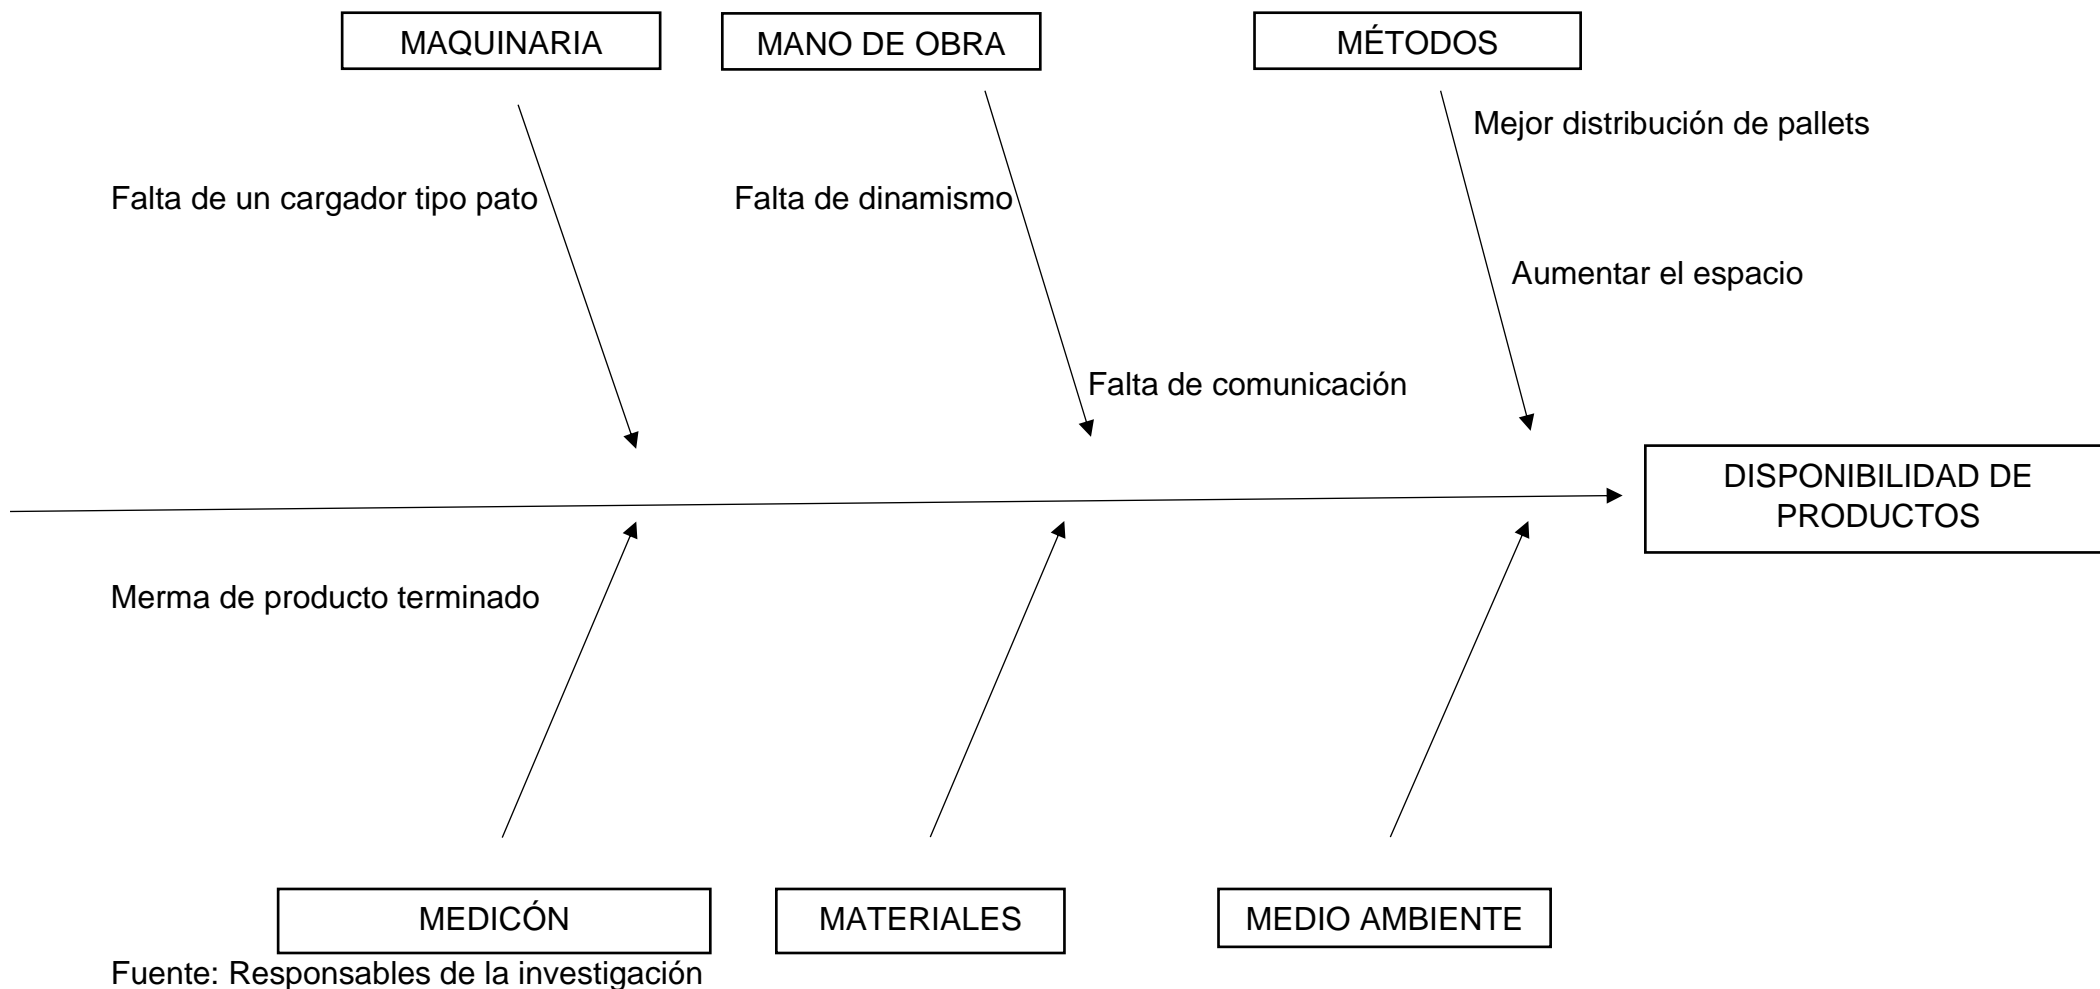 MAQUINARIA
MANO DE OBRA
MÉTODOS
Mejor distribución de pallets
Falta de un cargador tipo pato
Falta de dinamismo
Aumentar el espacio
Falta de comunicación
DISPONIBILIDAD DE
PRODUCTOS
Merma de producto terminado
MEDICÓN
MATERIALES
MEDIO AMBIENTE
Fuente: Responsables de la investigación